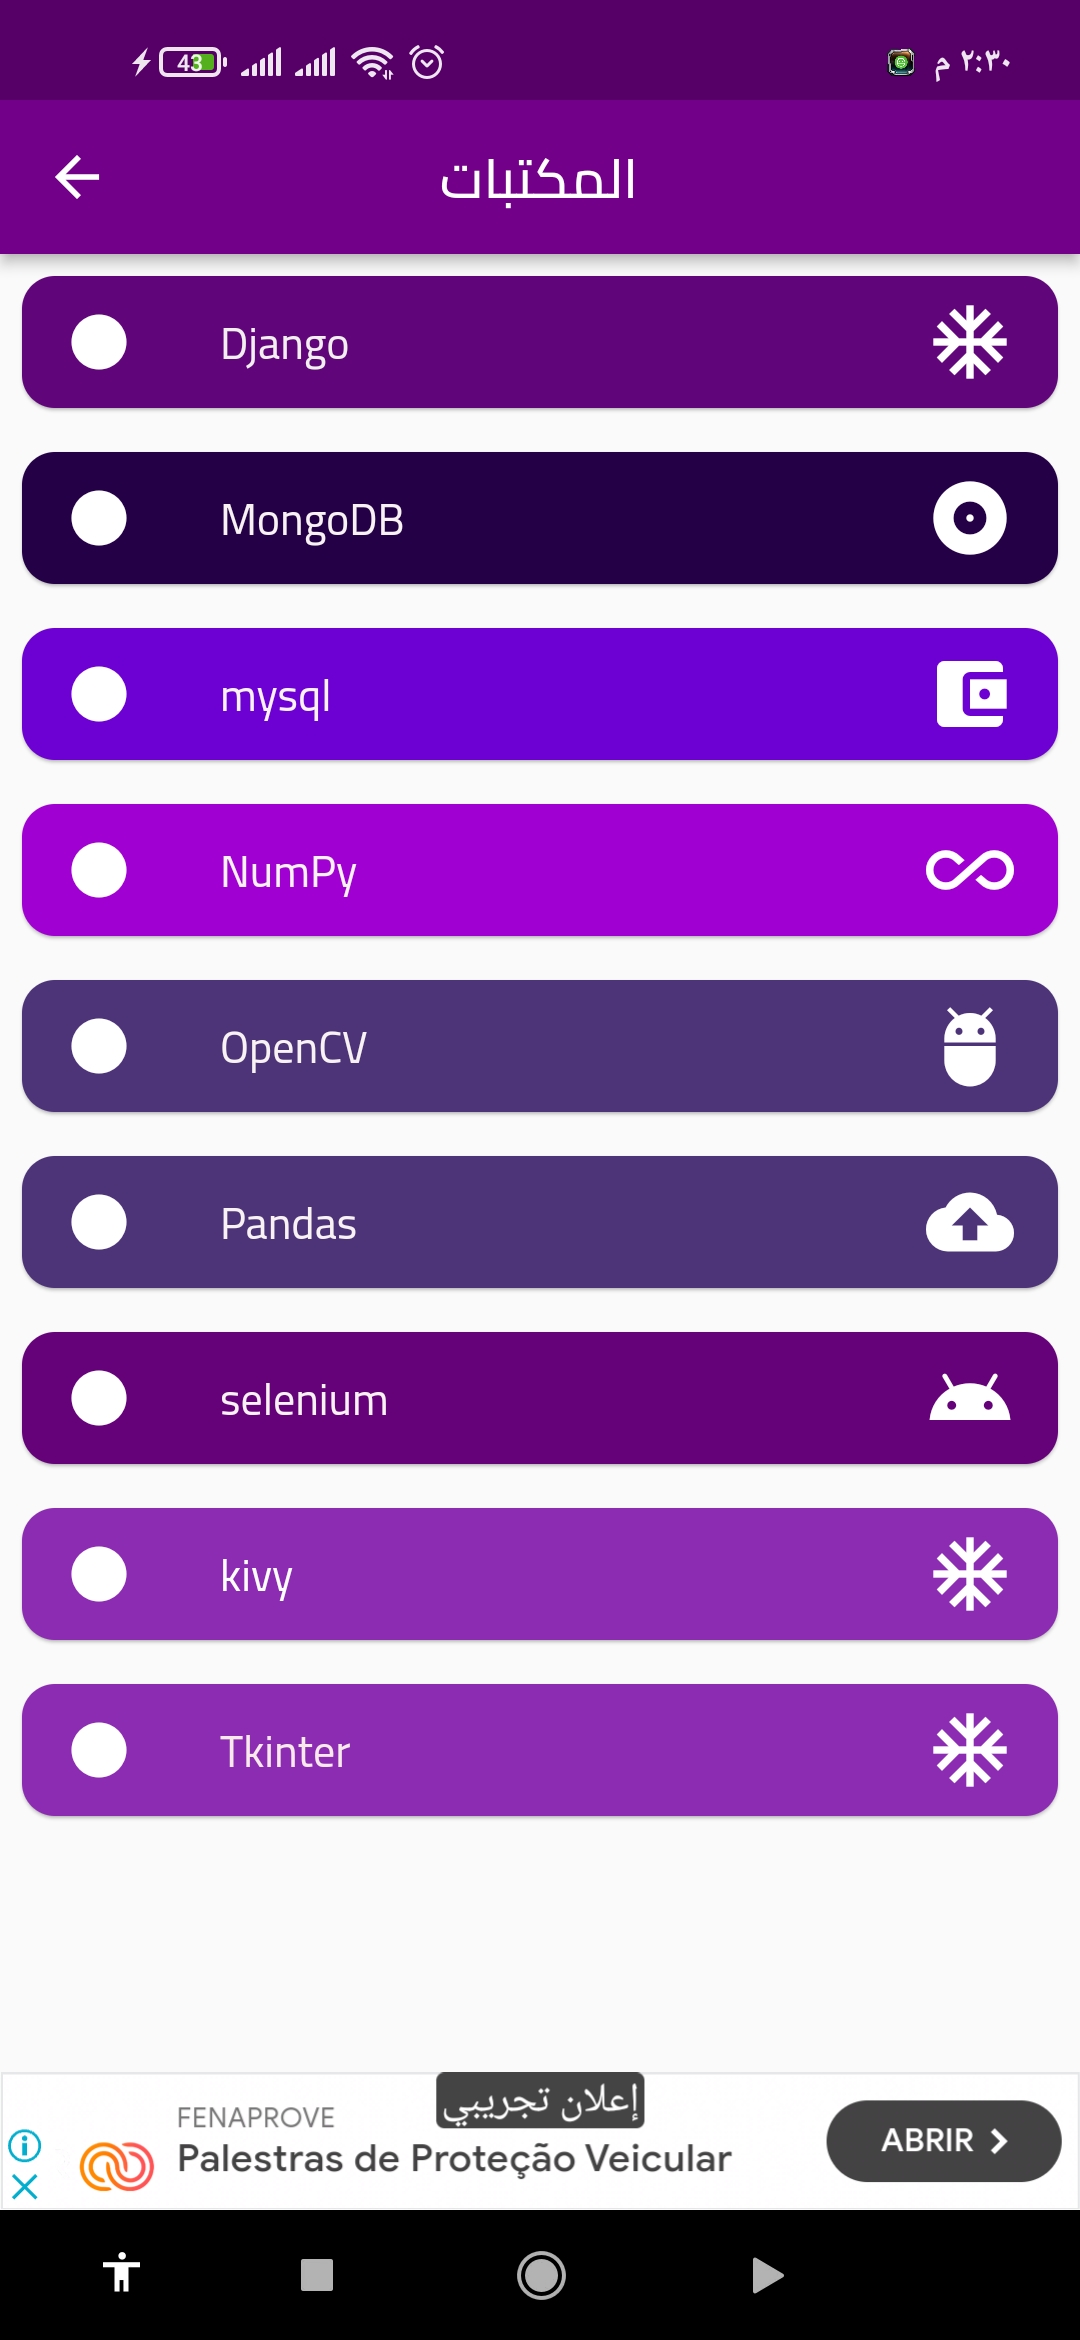 43
٢:٣٠ م
المكتبات
Django
MongoDB
mysql
NumPy
OpenCV
Pandas
selenium
kivy
Tkinter
إعلان تجريبي
FENAPROVE
Palestras de Proteção Veicular
ABRIR